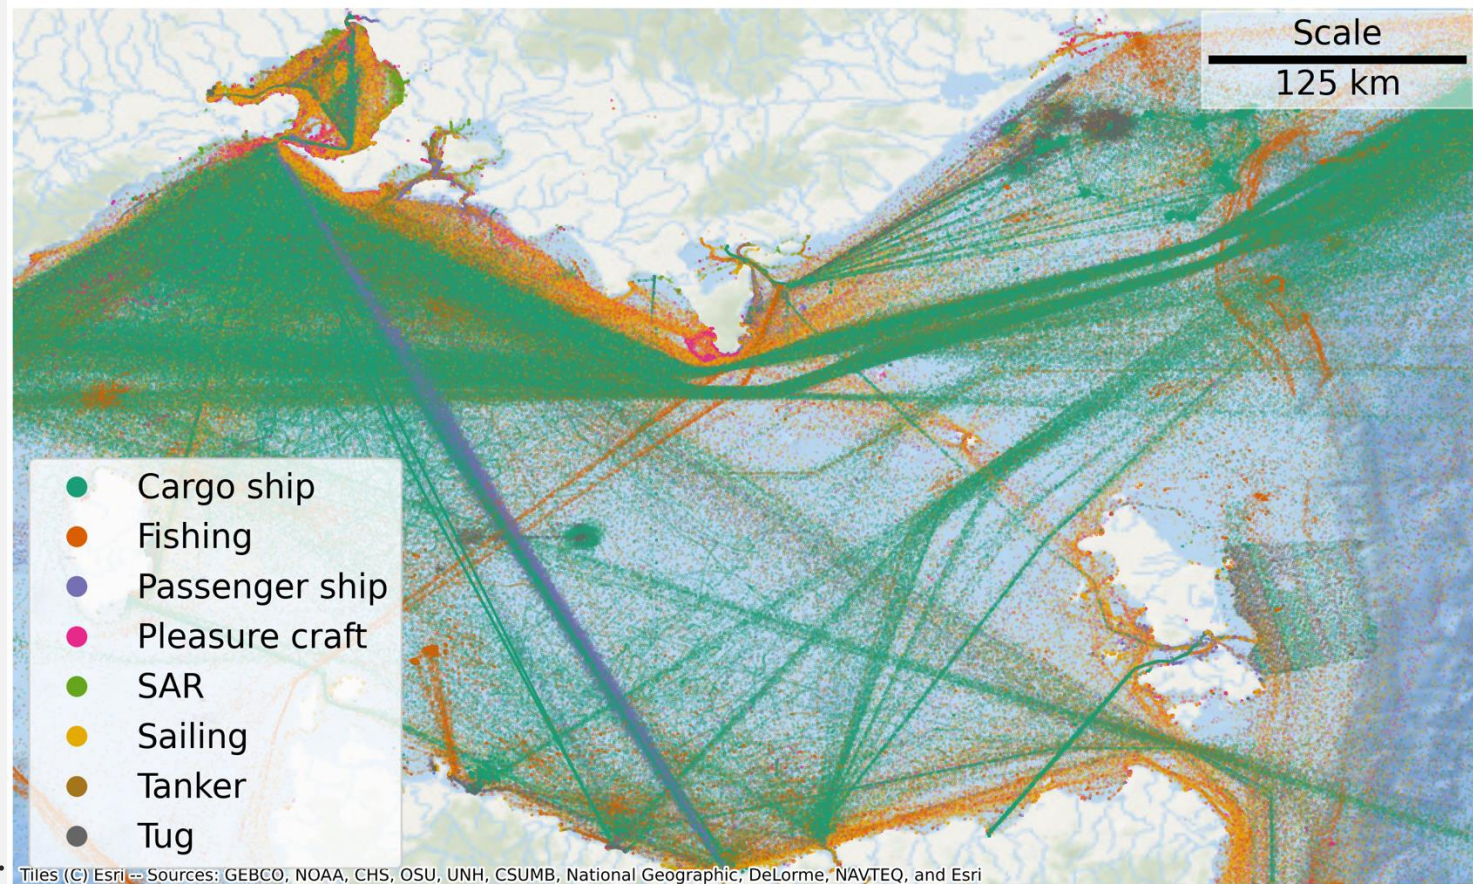 Scale
125 km
Cargo ship
Fishing
Passenger ship
Pleasure craft
SAR
Sailing
Tanker
Tug
Tiles (C) Esri -- Sources: GEBCO, NOAA, CHS, OSU, UNH, CSUMB, National Geographic, DeLorme, NAVTEQ, and Esri